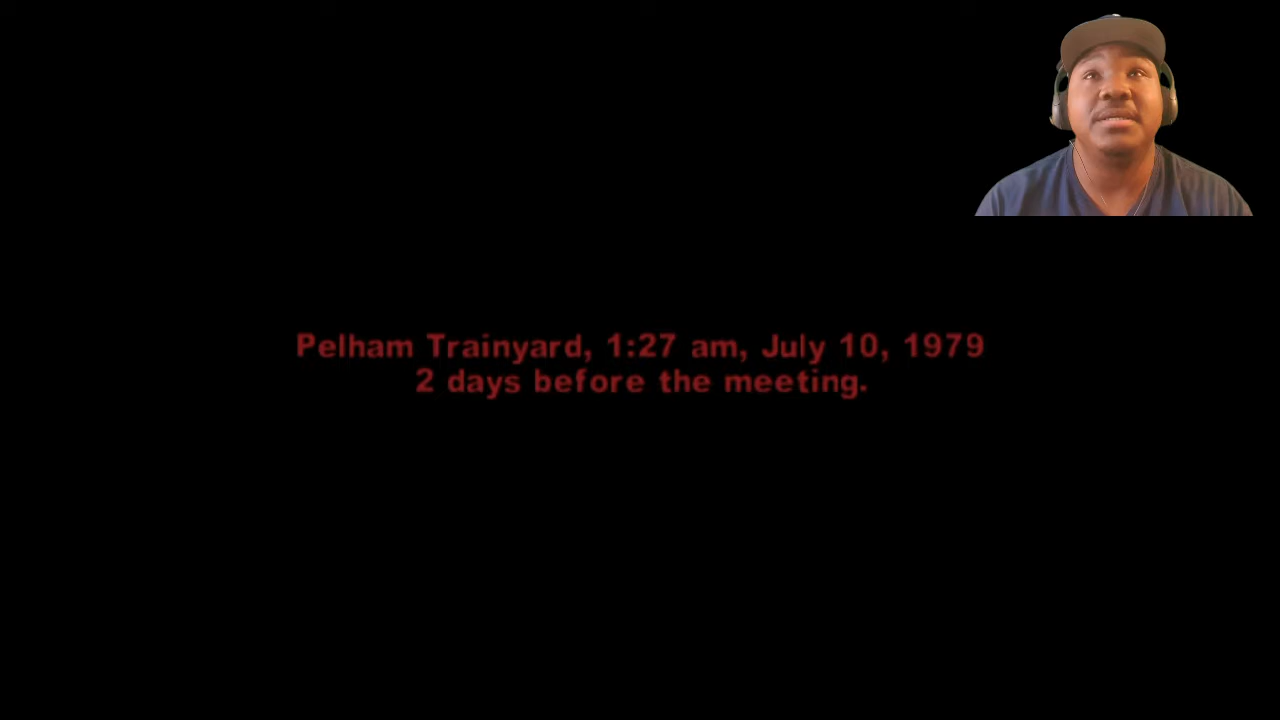 Pelham Trainyard, 1:27 am, July 10, 1979
2 days before the meeting.